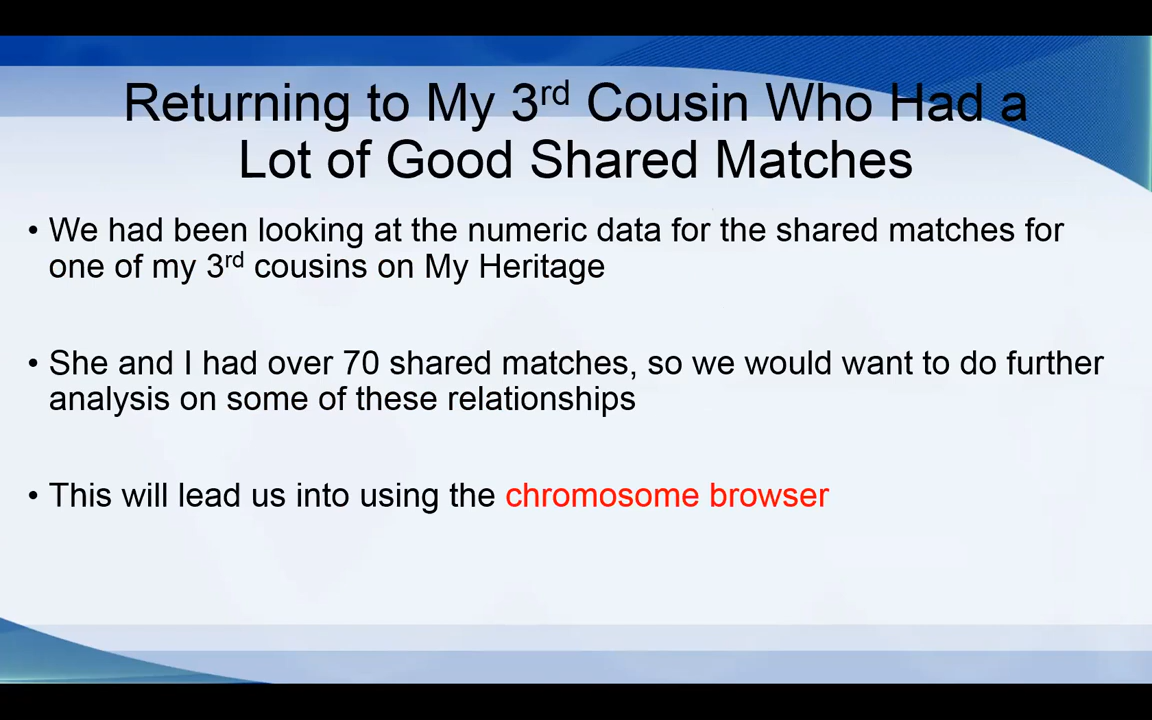 Returning to My 3rd Cousin Who Had a
Lot of Good Shared Matches
• We had been looking at the numeric data for the shared matches for
one of my 3rd cousins on My Heritage
• She and I had over 70 shared matches, so we would want to do further
analysis on some of these relationships
• This will lead us into using the chromosome browser